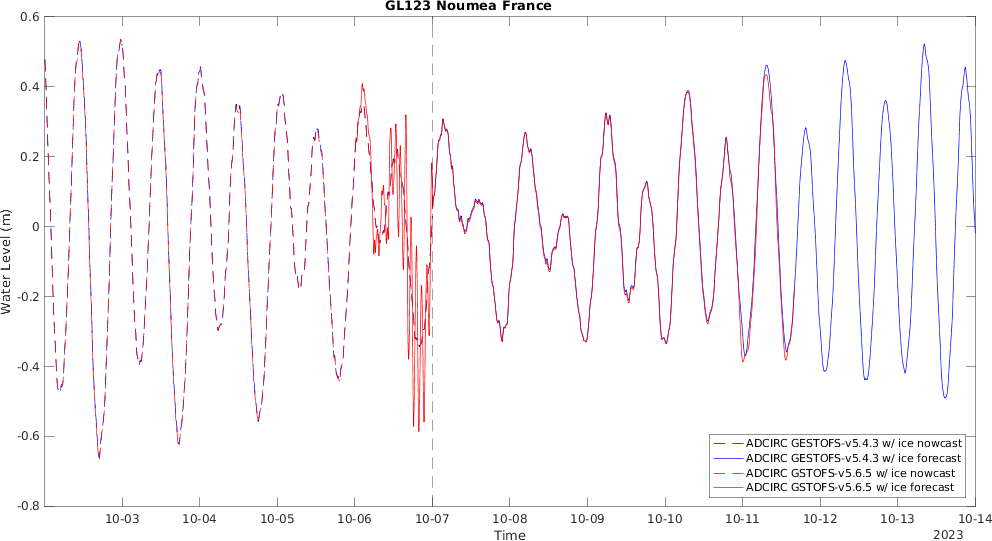 GL123 Noumea France
0.6
0.4
0.2
0
-0.2
-0.4
-0.6
-0.8
Water Level (m)
ADCIRC GESTOFS-v5.4.3 w/ ice nowcast
ADCIRC GESTOFS-v5.4.3 w/ ice forecast
ADCIRC GSTOFS-v5.6.5 w/ ice nowcast
ADCIRC GSTOFS-v5.6.5 w/ ice forecast
10-03 10-04 10-05 10-06 10-07 10-08 10-09 10-10 10-11 10-12 10-13 10-14
Time
2023